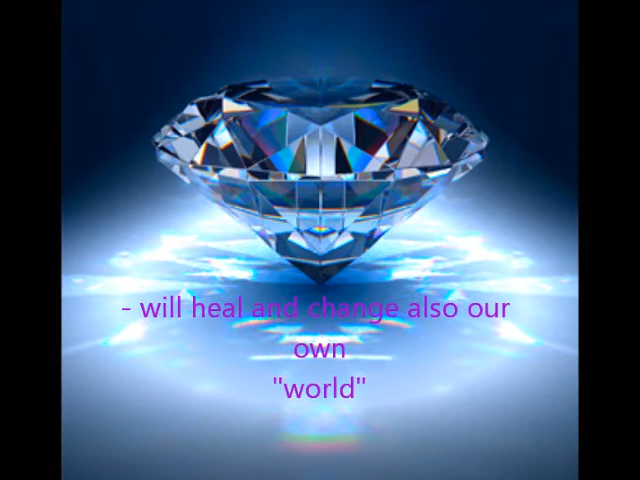 - will heal and change also our
own
"world"